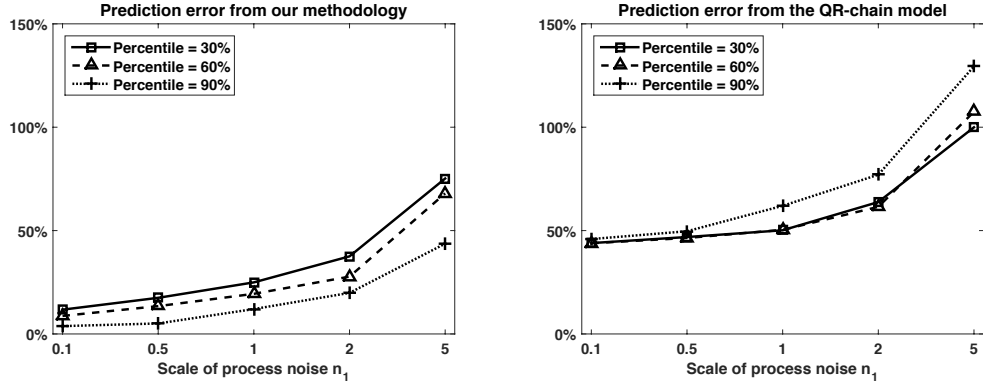 Prediction error from our methodology
150%
100%
50%
0%
Percentile = 30%
Percentile = 60%
Percentile = 90%
0.1 0.5 1 2 5
Scale of process noise n1
Prediction error from the QR-chain model
150%
100%
50%
0%
Percentile = 30%
Percentile = 60%
Percentile = 90%
0.1 0.5 1 2 5
Scale of process noise n1